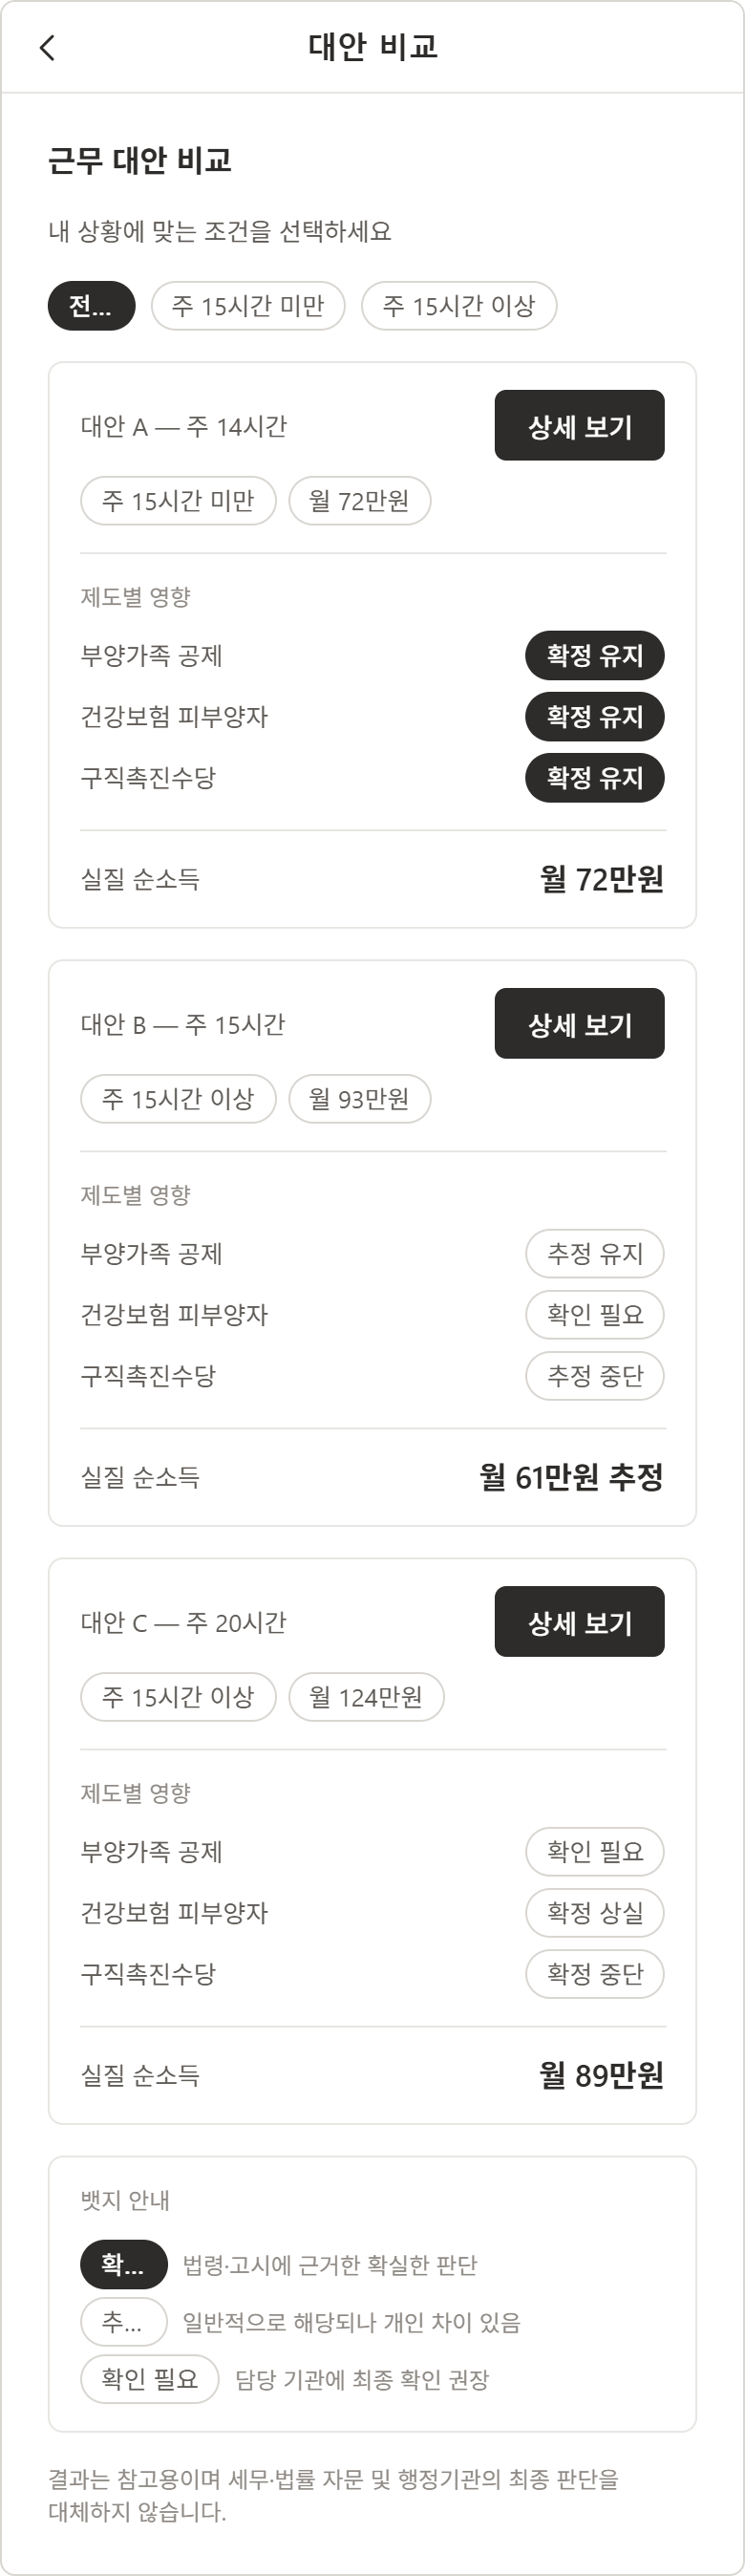 대안 비교
근무 대안 비교
내 상황에 맞는 조건을 선택하세요
전... 주 15시간 미만 주 15시간 이상
대안 A — 주 14시간 상세 보기
주 15시간 미만 월 72만원
제도별 영향
부양가족 공제 확정 유지
건강보험 피부양자 확정 유지
구직촉진수당 확정 유지
실질 순소득 월 72만원
대안 B — 주 15시간 상세 보기
주 15시간 이상 월 93만원
제도별 영향
부양가족 공제 추정 유지
건강보험 피부양자 확인 필요
구직촉진수당 추정 중단
실질 순소득 월 61만원 추정
대안 C — 주 20시간 상세 보기
주 15시간 이상 월 124만원
제도별 영향
부양가족 공제 확인 필요
건강보험 피부양자 확정 상실
구직촉진수당 확정 중단
실질 순소득 월 89만원
뱃지 안내
확... 법령·고시에 근거한 확실한 판단
추... 일반적으로 해당되나 개인 차이 있음
확인 필요 담당 기관에 최종 확인 권장
결과는 참고용이며 세무·법률 자문 및 행정기관의 최종 판단을
대체하지 않습니다.